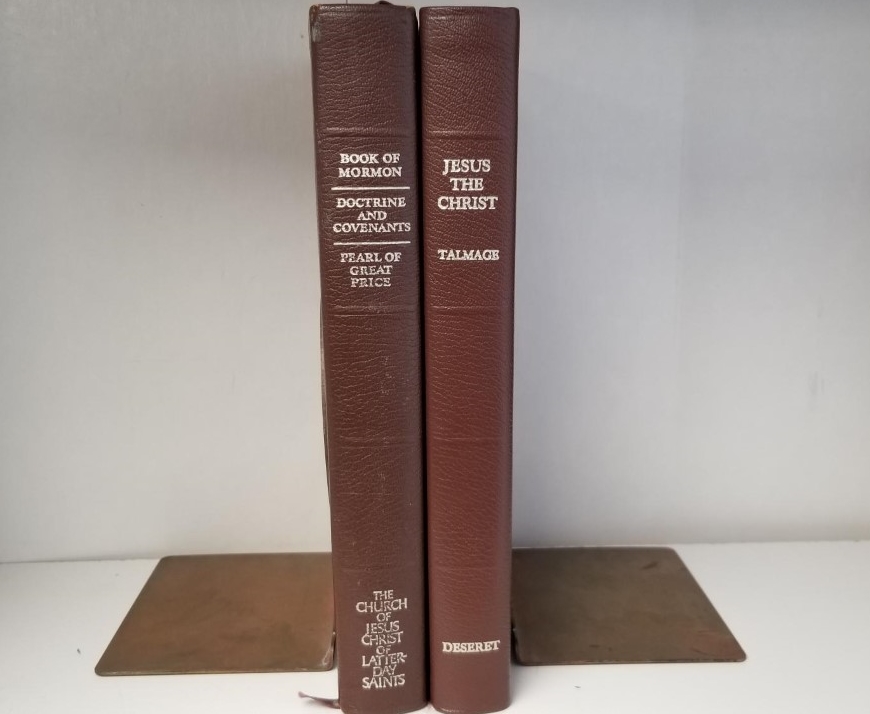 BOOK OF
MORMON
DOCTRINE
AND
COVENANTS
PEARL OF
GREAT
PRICE
THE
CHURCH
OF
JESUS
CHRIST
OF
LATTER-
DAY
SAINTS
JESUS
THE
CHRIST
TALMAGE
DESERET